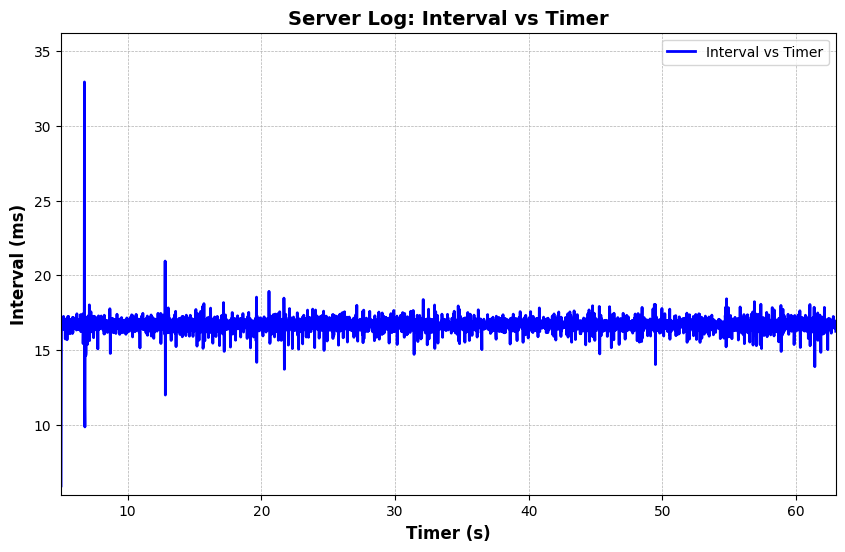 Server Log: Interval vs Timer
Interval vs Timer
35
30
25
20
15
10
Interval (ms)
10 20 30 40 50 60
Timer (s)